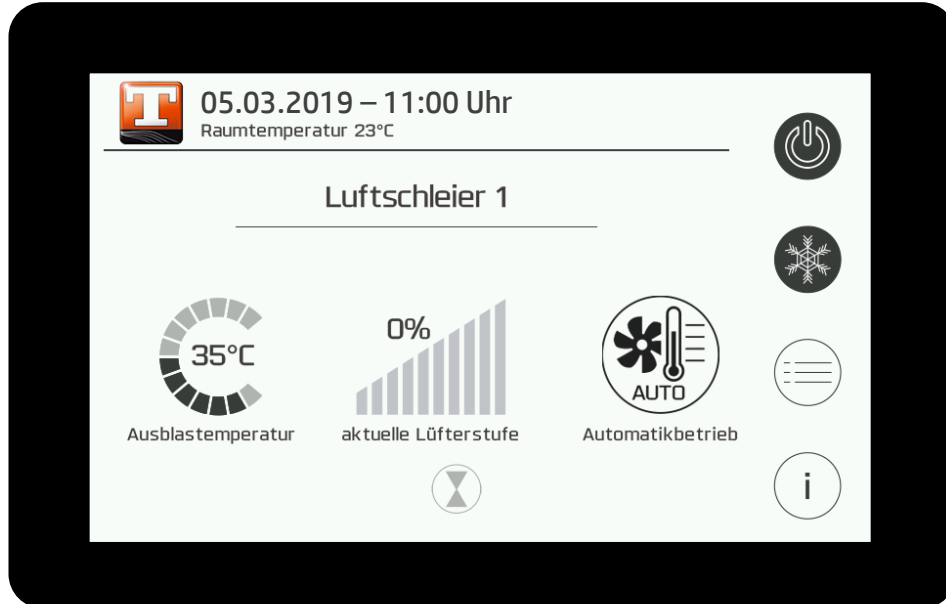 T
05.03.2019 – 11:00 Uhr
Raumtemperatur 23°C
Luftschleier 1
35°C
Ausblastemperatur
0%
aktuelle Lüfterstufe
AUTO
Automatikbetrieb
i